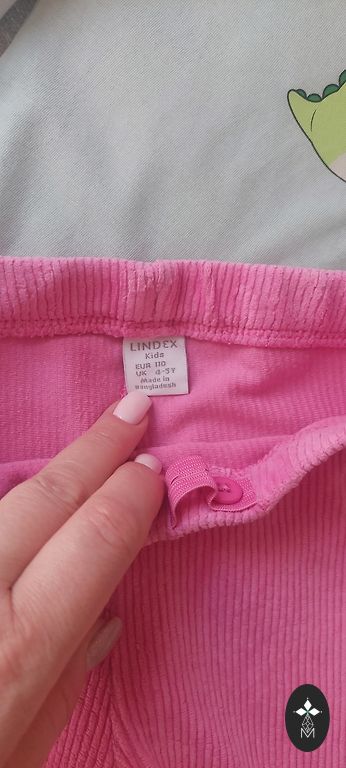 LINDEX
Kids
EUR 110
UK 4-5Y
Made in
Bangladesh
M